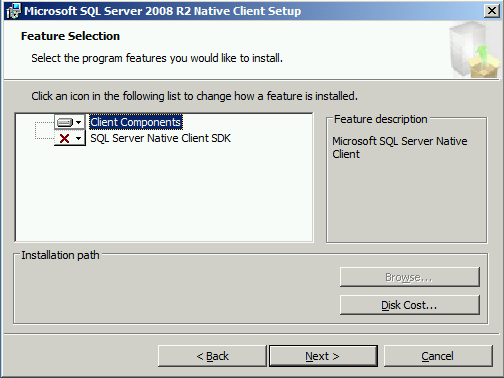 Microsoft SQL Server 2008 R2 Native Client Setup
Feature Selection
Select the program features you would like to install.
Click an icon in the following list to change how a feature is installed.
Client Components
SQL Server Native Client SDK
Feature description
Microsoft SQL Server Native
Client
Installation path
Browse...
Disk Cost...
< Back
Next >
Cancel